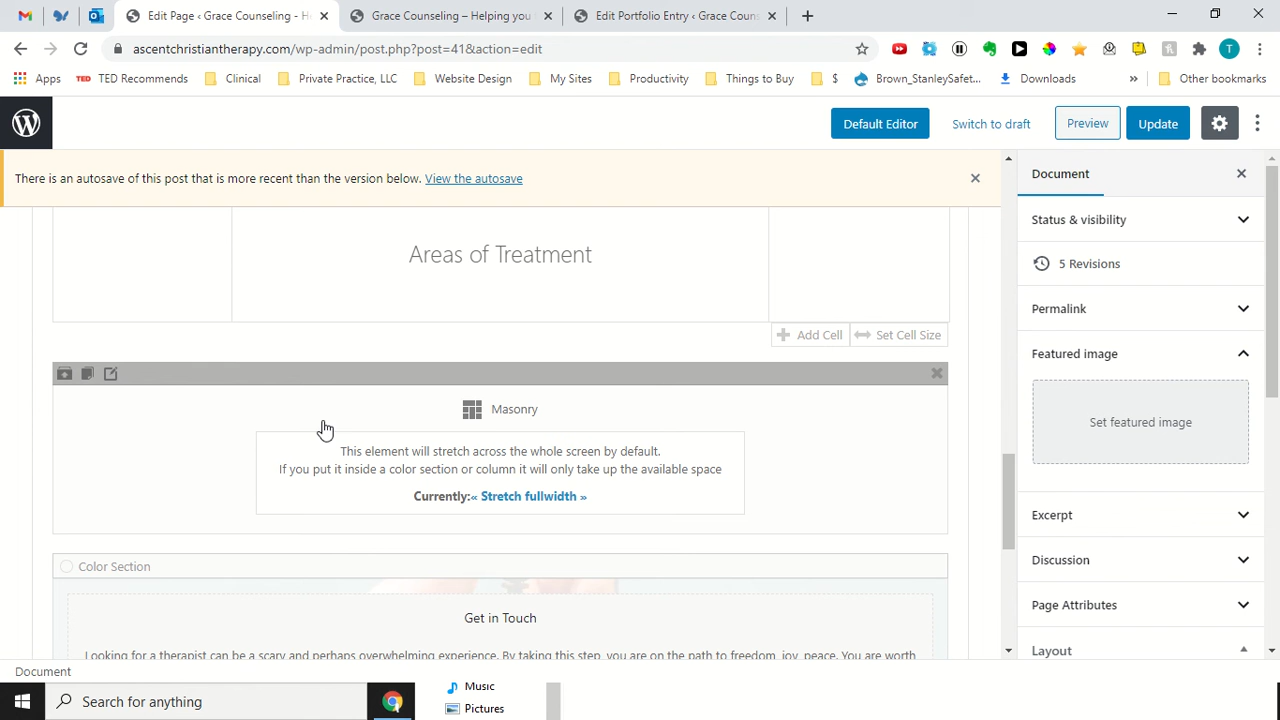 Edit Page ‹ Grace Counseling - H
Grace Counseling – Helping you
Edit Portfolio Entry ‹ Grace Couns
ascentchristiantherapy.com/wp-admin/post.php?post=41&action=edit
T
Apps
TED
TED Recommends
Clinical
Private Practice, LLC
Website Design
My Sites
Productivity
Things to Buy
$
Brown_StanleySafet...
Downloads
»
Other bookmarks
Default Editor
Switch to draft
Preview
Update
There is an autosave of this post that is more recent than the version below. View the autosave
Document
Status & visibility
5 Revisions
Permalink
Featured image
Set featured image
Excerpt
Discussion
Page Attributes
Layout
Areas of Treatment
Add Cell
Set Cell Size
Masonry
This element will stretch across the whole screen by default.
If you put it inside a color section or column it will only take up the available space
Currently:« Stretch fullwidth »
Color Section
Get in Touch
Looking for a therapist can be a scary and perhaps overwhelming experience. By taking this step, you are on the path to freedom, joy, peace. You are worth
Document
Search for anything
Music
Pictures